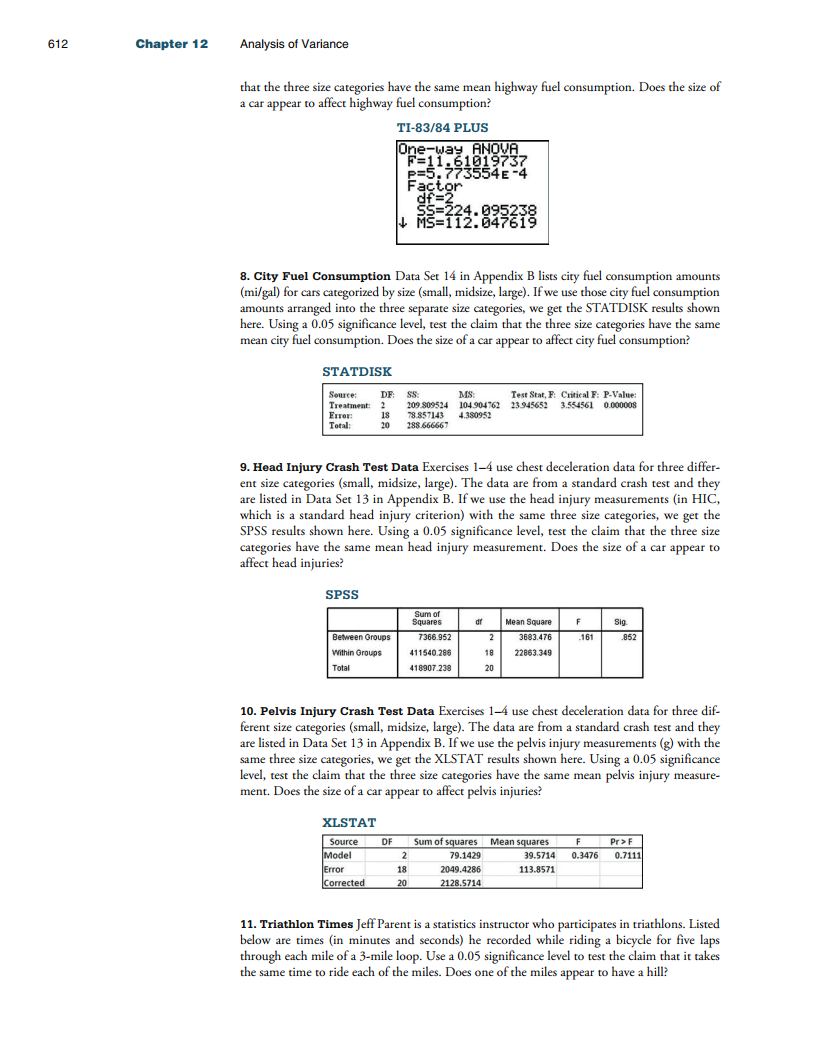 612 Chapter 12 Analysis of Variance
that the three size categories have the same mean highway fuel consumption. Does the size of
a car appear to affect highway fuel consumption?
TI-83/84 PLUS
One-way ANOVA
F=11.61019737
p=5.773554E-4
Factor
df=2
SS=224.095238
↓ MS=112.047619
8. City Fuel Consumption Data Set 14 in Appendix B lists city fuel consumption amounts
(mi/gal) for cars categorized by size (small, midsize, large). If we use those city fuel consumption
amounts arranged into the three separate size categories, we get the STATDISK results shown
here. Using a 0.05 significance level, test the claim that the three size categories have the same
mean city fuel consumption. Does the size of a car appear to affect city fuel consumption?
STATDISK
Source: DF: SS: MS: Test Stat, F: Critical F: P-Value:
Treatment: 2 209.809524 104.904762 23.945652 3.554561 0.000008
Error: 18 78.857143 4.380952
Total: 20 288.666667
9. Head Injury Crash Test Data Exercises 1–4 use chest deceleration data for three differ-
ent size categories (small, midsize, large). The data are from a standard crash test and they
are listed in Data Set 13 in Appendix B. If we use the head injury measurements (in HIC,
which is a standard head injury criterion) with the same three size categories, we get the
SPSS results shown here. Using a 0.05 significance level, test the claim that the three size
categories have the same mean head injury measurement. Does the size of a car appear to
affect head injuries?
SPSS
Sum of
Squares df Mean Square F Sig.
Between Groups 7366.952 2 3683.476 .161 .852
Within Groups 411540.286 18 22863.349
Total 418907.238 20
10. Pelvis Injury Crash Test Data Exercises 1–4 use chest deceleration data for three dif-
ferent size categories (small, midsize, large). The data are from a standard crash test and they
are listed in Data Set 13 in Appendix B. If we use the pelvis injury measurements (g) with the
same three size categories, we get the XLSTAT results shown here. Using a 0.05 significance
level, test the claim that the three size categories have the same mean pelvis injury measure-
ment. Does the size of a car appear to affect pelvis injuries?
XLSTAT
Source DF Sum of squares Mean squares F Pr > F
Model 2 79.1429 39.5714 0.3476 0.7111
Error 18 2049.4286 113.8571
Corrected 20 2128.5714
11. Triathlon Times Jeff Parent is a statistics instructor who participates in triathlons. Listed
below are times (in minutes and seconds) he recorded while riding a bicycle for five laps
through each mile of a 3-mile loop. Use a 0.05 significance level to test the claim that it takes
the same time to ride each of the miles. Does one of the miles appear to have a hill?